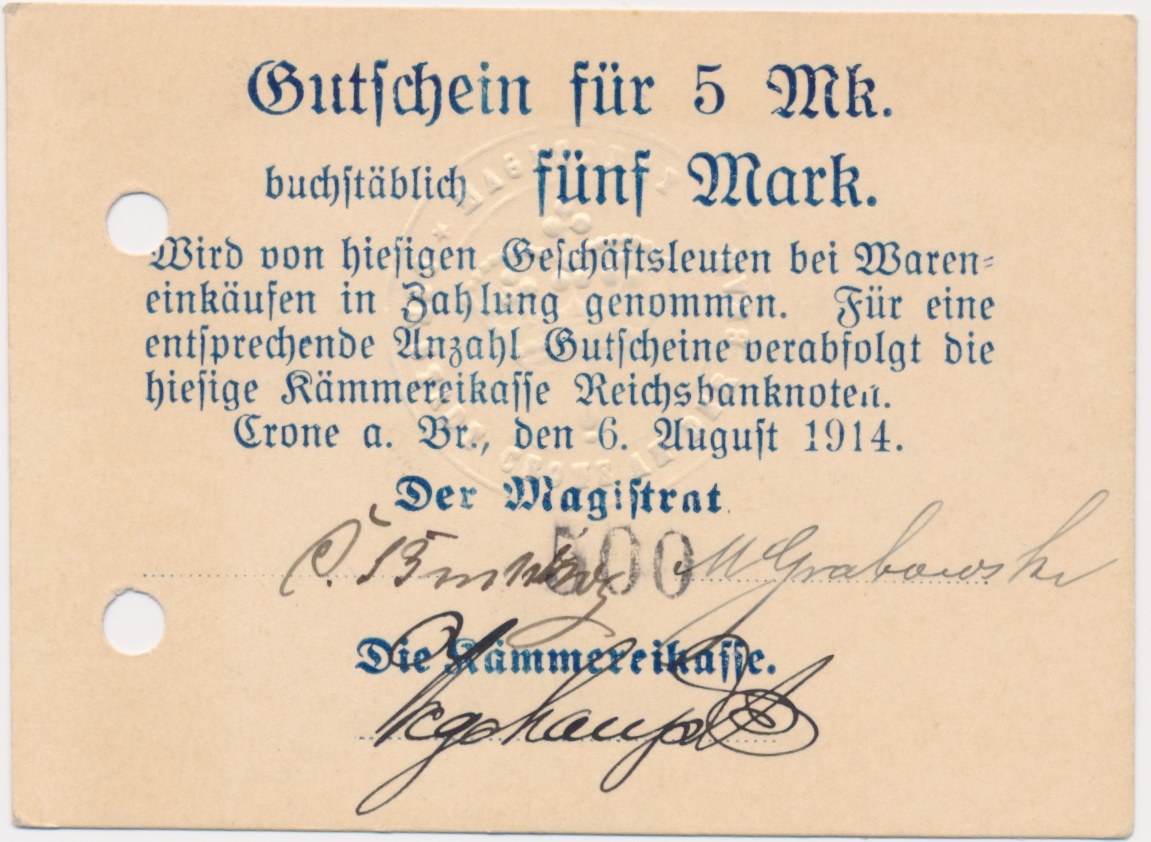 Gutschein für 5 Mk.
buchstäblich fünf Mark.
Wird von hiesigen Geschäftsleuten bei Waren-
einkäufen in Zahlung genommen. Für eine
entsprechende Anzahl Gutscheine verabfolgt die
hiesige Kämmereikasse Reichsbanknoten.
Crone a. Br., den 6. August 1914.
Der Magistrat.
500
M Grabowski
Die Kämmereikasse.